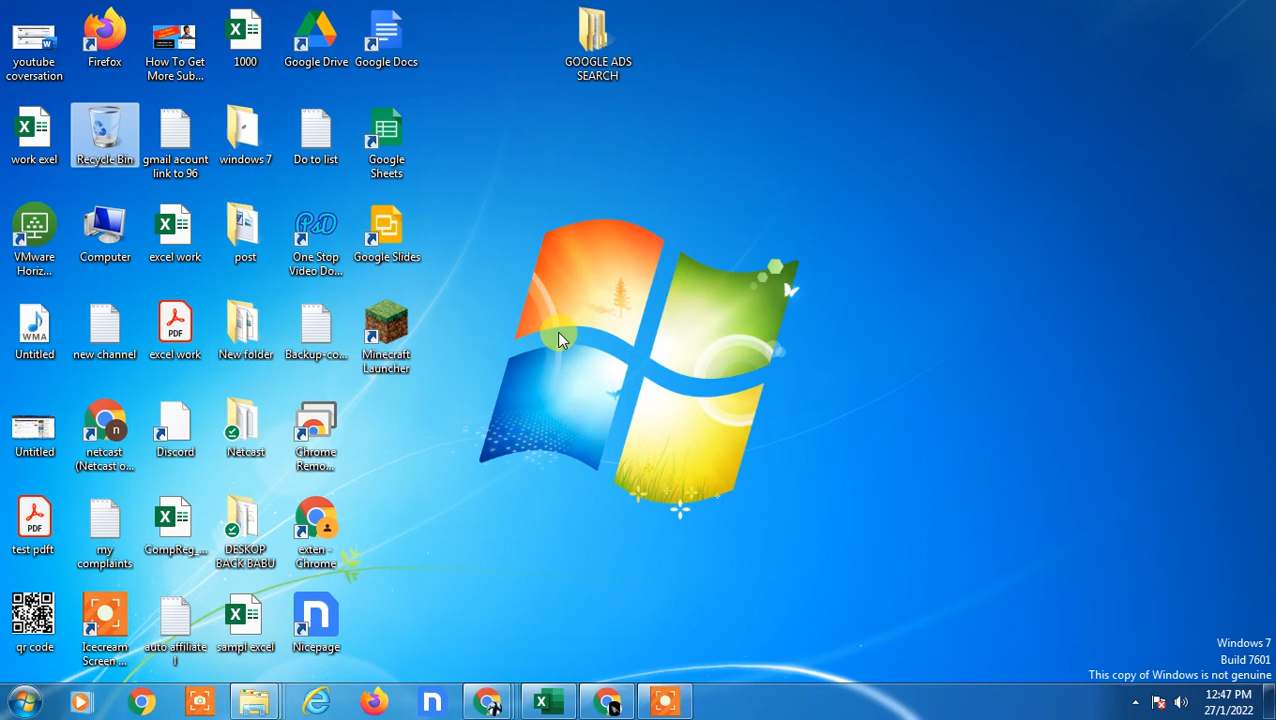 youtube
coversation
Firefox
How To Get
More Sub...
1000
Google Drive
Google Docs
GOOGLE ADS
SEARCH
work exel
Recycle Bin
gmail acount
link to 96
windows 7
Do to list
Google
Sheets
VMware
Horiz...
Computer
excel work
post
PsD
One Stop
Video Do...
Google Slides
WMA
Untitled
new channel
PDF
excel work
New folder
Backup-co...
Minecraft
Launcher
Untitled
n
netcast
(Netcast o...
Discord
Netcast
Chrome
Remo...
PDF
test pdft
my
complaints
CompReg_...
DESKOP
BACK BABU
exten -
Chrome
qr code
Icecream
Screen ...
auto affiliate
l
sampl excel
n
Nicepage
Windows 7
Build 7601
This copy of Windows is not genuine
12:47 PM
27/1/2022